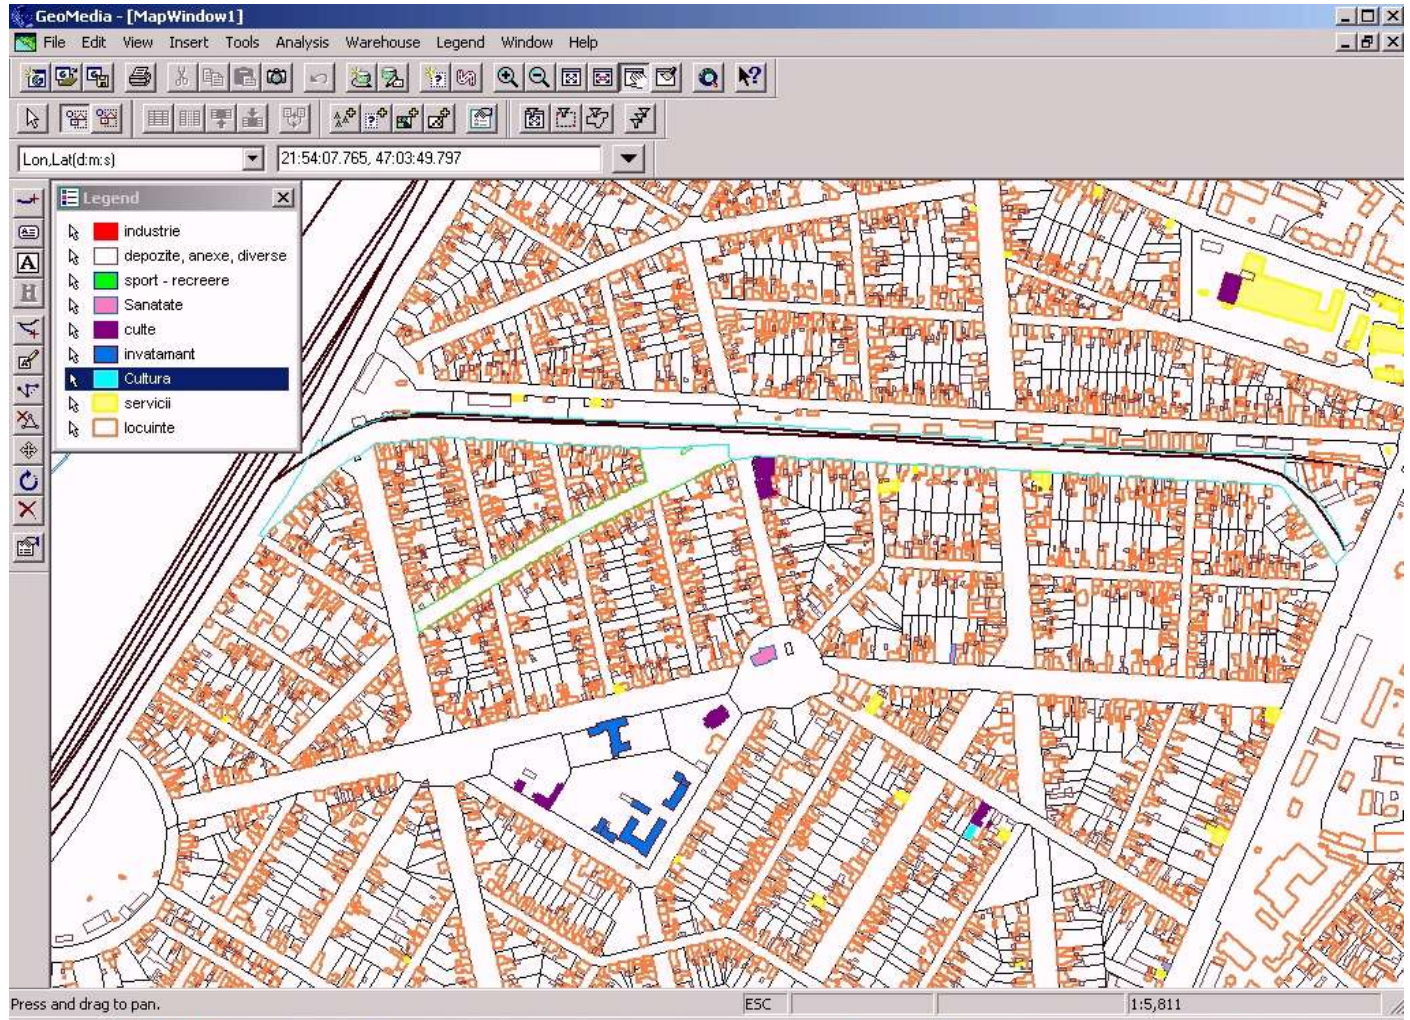 GeoMedia - [MapWindow1]
File Edit View Insert Tools Analysis Warehouse Legend Window Help
Lon,Lat(d:m:s) 21:54:07.765, 47:03:49.797
Legend
industrie
depozite, anexe, diverse
sport - recreere
Sanatate
culte
invatamant
Cultura
servicii
locuinte
A
H
Press and drag to pan. ESC 1:5,811